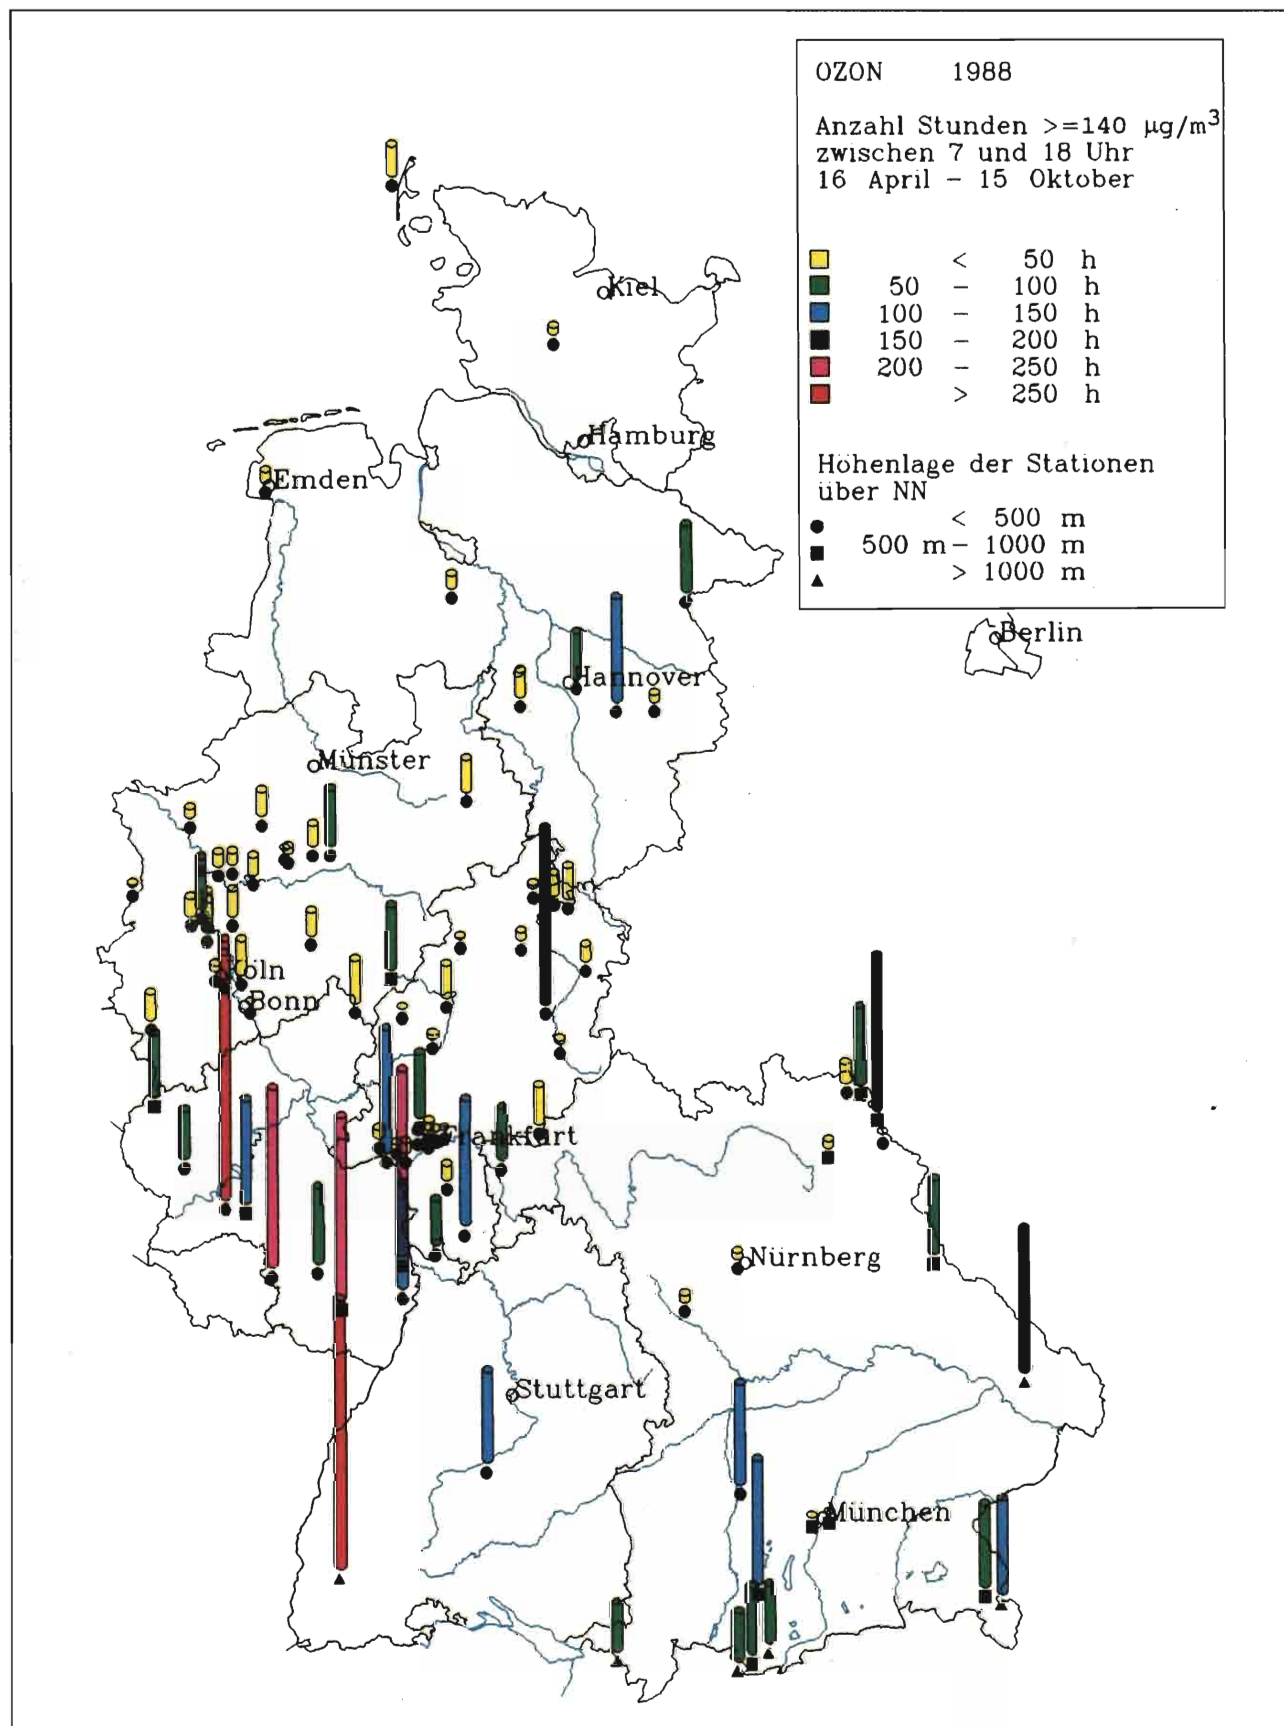 OZON 1988
Anzahl Stunden >=140 µg/m³
zwischen 7 und 18 Uhr
16 April – 15 Oktober
< 50 h
50 – 100 h
100 – 150 h
150 – 200 h
200 – 250 h
> 250 h
Höhenlage der Stationen
über NN
< 500 m
500 m – 1000 m
> 1000 m
Kiel
Hamburg
Emden
Berlin
Hannover
Münster
Köln
Bonn
Frankfurt
Nürnberg
Stuttgart
München